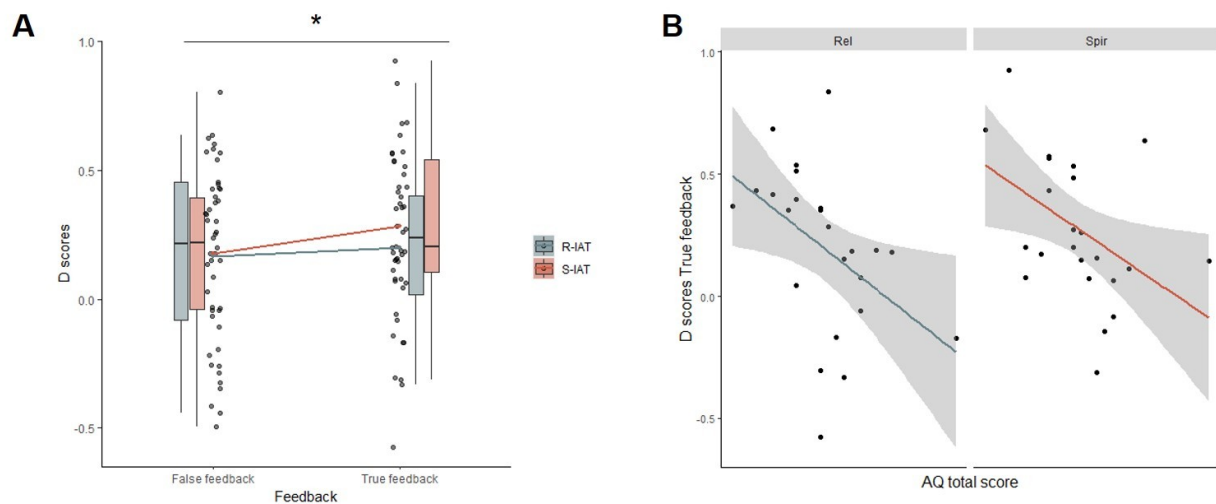 A
*
1.0
0.5
0.0
-0.5
D scores
False feedback
True feedback
Feedback
R-IAT
S-IAT
B
Rel
Spir
1.0
0.5
0.0
-0.5
D scores True feedback
AQ total score